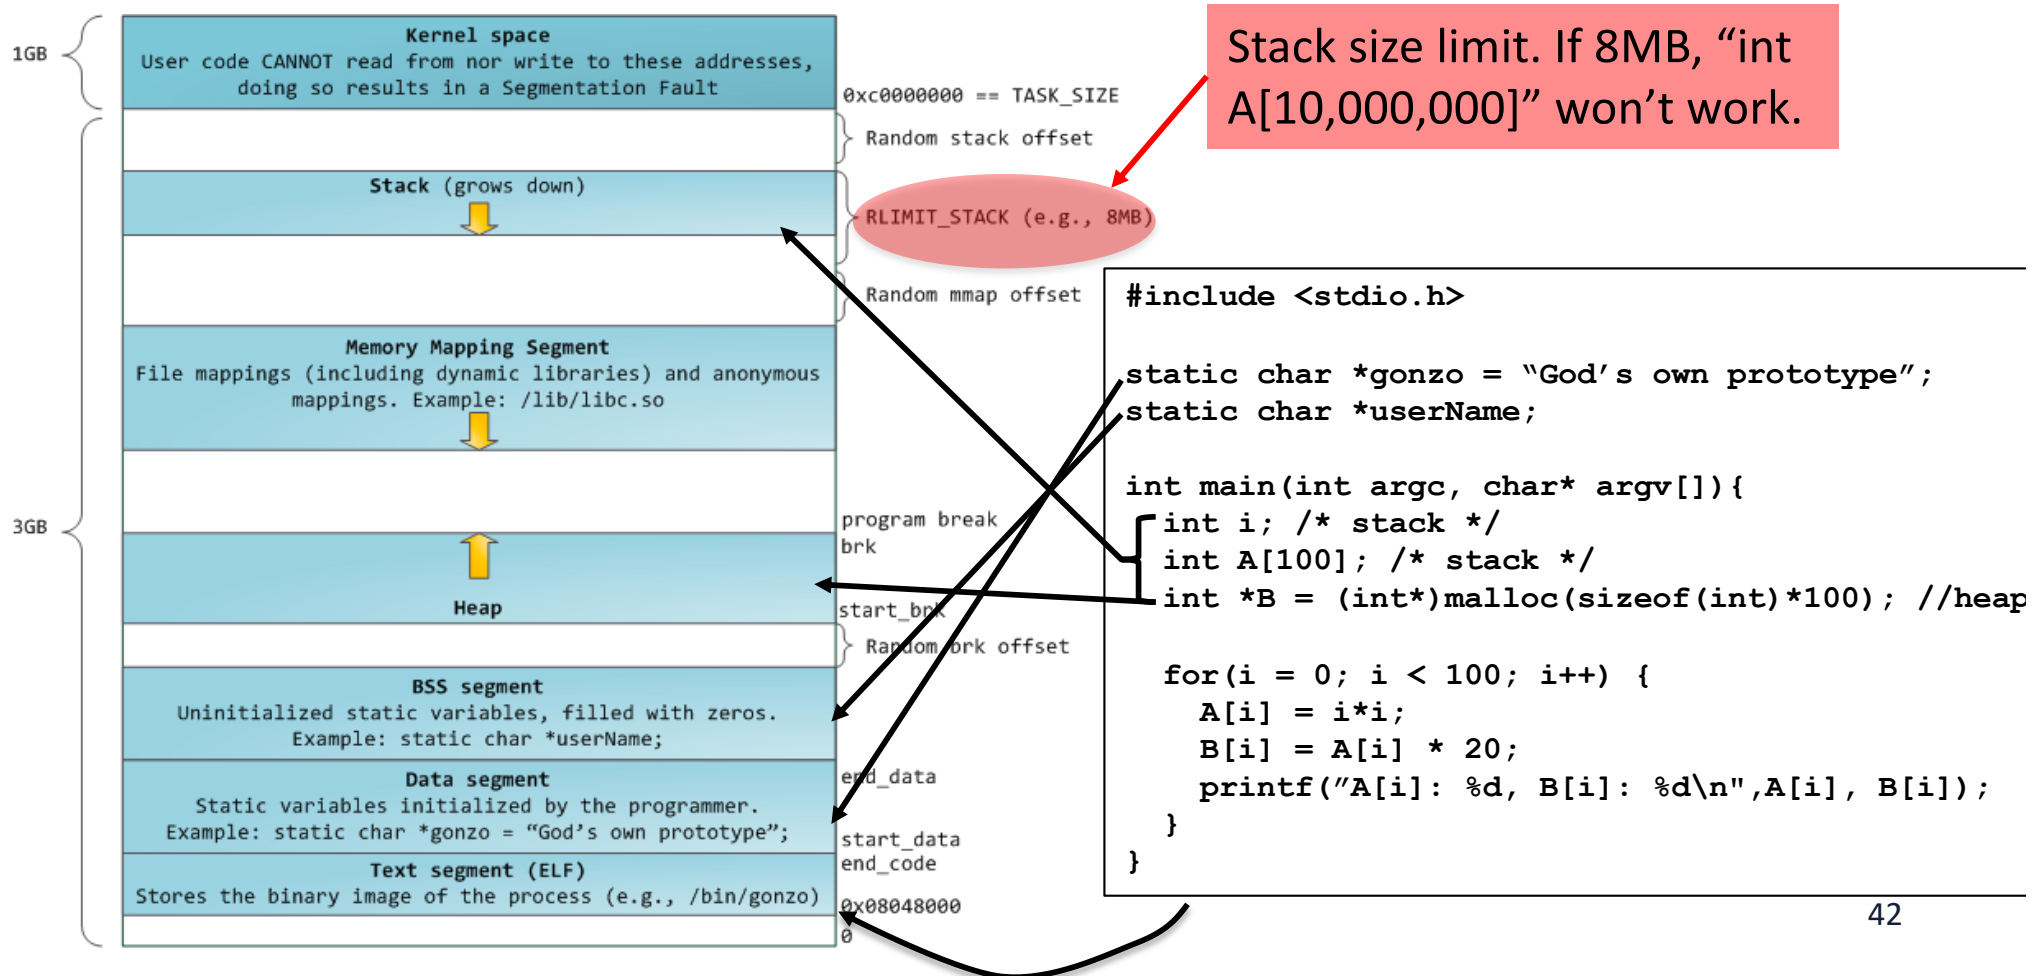 1GB
Kernel space
User code CANNOT read from nor write to these addresses,
doing so results in a Segmentation Fault
0xc0000000 == TASK_SIZE
Random stack offset
Stack (grows down)
RLIMIT_STACK (e.g., 8MB)
Random mmap offset
Memory Mapping Segment
File mappings (including dynamic libraries) and anonymous
mappings. Example: /lib/libc.so
3GB
program break
brk
Heap
start_brk
Random brk offset
BSS segment
Uninitialized static variables, filled with zeros.
Example: static char *userName;
Data segment
Static variables initialized by the programmer.
Example: static char *gonzo = “God’s own prototype”;
end_data
start_data
end_code
Text segment (ELF)
Stores the binary image of the process (e.g., /bin/gonzo)
0x08048000
0
Stack size limit. If 8MB, “int
A[10,000,000]” won’t work.
#include <stdio.h>
static char *gonzo = “God’s own prototype”;
static char *userName;
int main(int argc, char* argv[]){
int i; /* stack */
int A[100]; /* stack */
int *B = (int*)malloc(sizeof(int)*100); //heap
for(i = 0; i < 100; i++) {
A[i] = i*i;
B[i] = A[i] * 20;
printf(”A[i]: %d, B[i]: %d\n",A[i], B[i]);
}
}
42